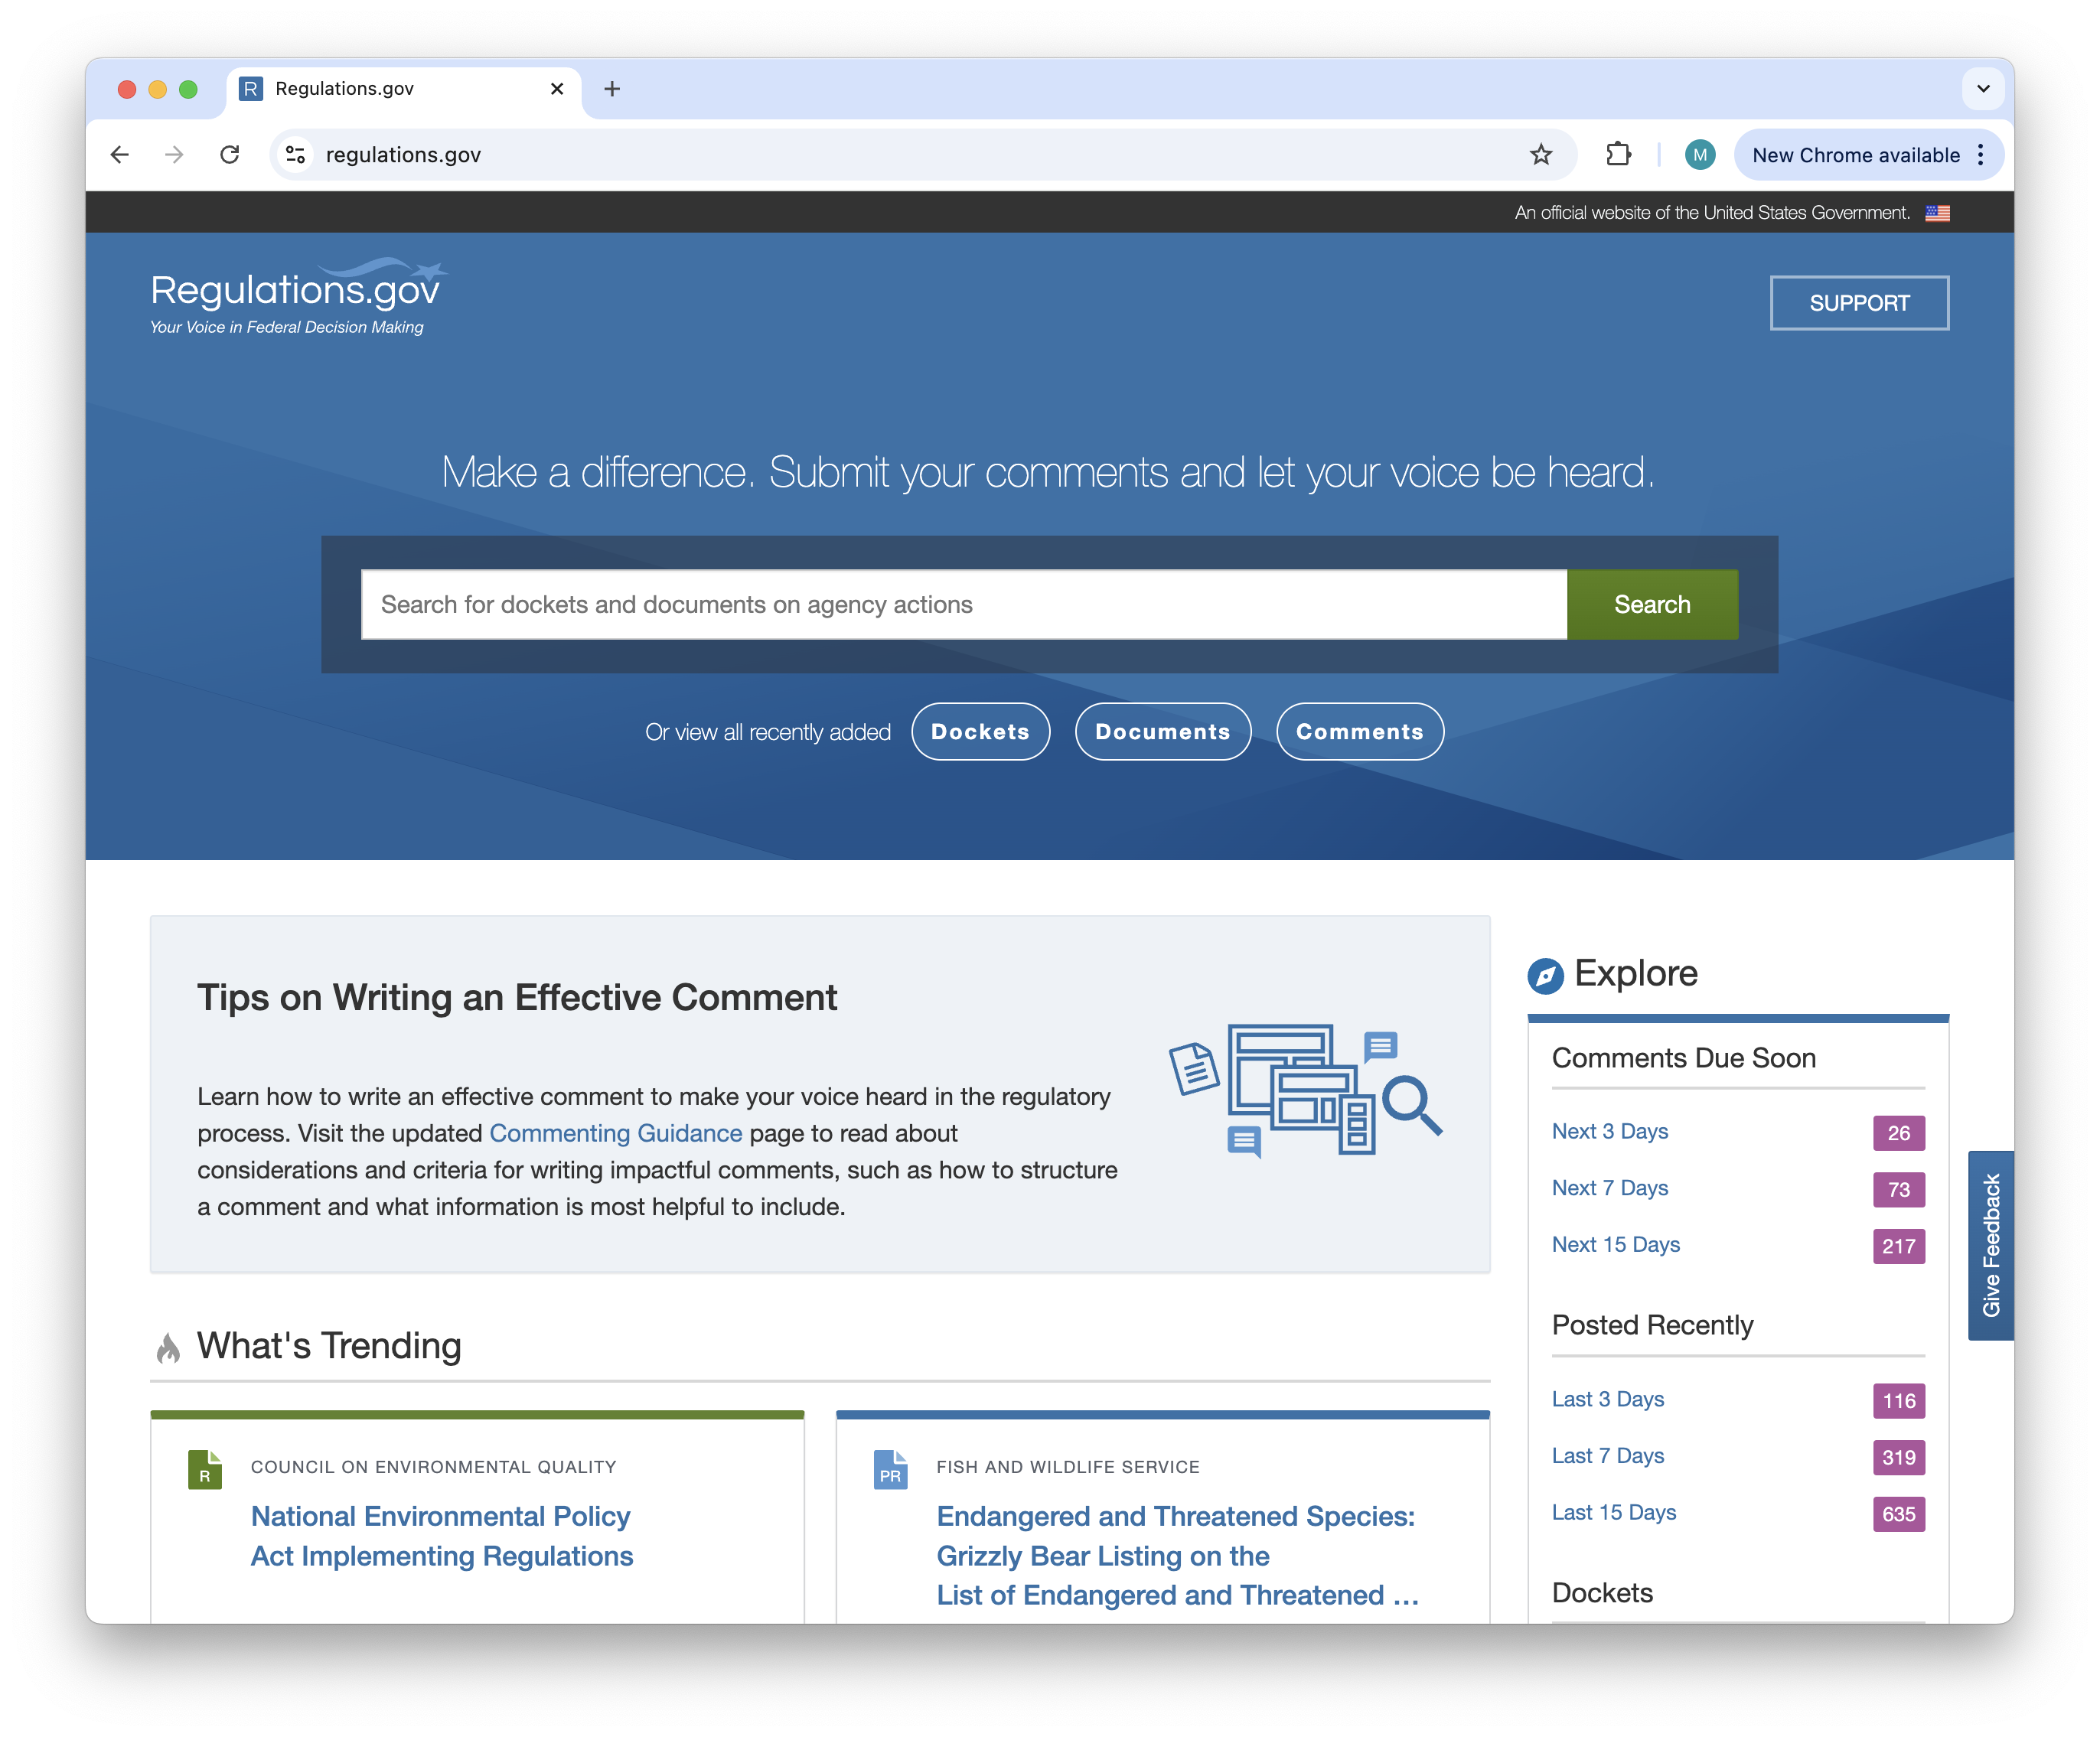 R Regulations.gov
regulations.gov
M
New Chrome available
An official website of the United States Government.
Regulations.gov
Your Voice in Federal Decision Making
SUPPORT
Make a difference. Submit your comments and let your voice be heard.
Search for dockets and documents on agency actions
Search
Or view all recently added Dockets Documents Comments
Tips on Writing an Effective Comment
Learn how to write an effective comment to make your voice heard in the regulatory
process. Visit the updated Commenting Guidance page to read about
considerations and criteria for writing impactful comments, such as how to structure
a comment and what information is most helpful to include.
What's Trending
R COUNCIL ON ENVIRONMENTAL QUALITY
National Environmental Policy
Act Implementing Regulations
PR FISH AND WILDLIFE SERVICE
Endangered and Threatened Species:
Grizzly Bear Listing on the
List of Endangered and Threatened ...
Explore
Comments Due Soon
Next 3 Days 26
Next 7 Days 73
Next 15 Days 217
Posted Recently
Last 3 Days 116
Last 7 Days 319
Last 15 Days 635
Dockets
Give Feedback